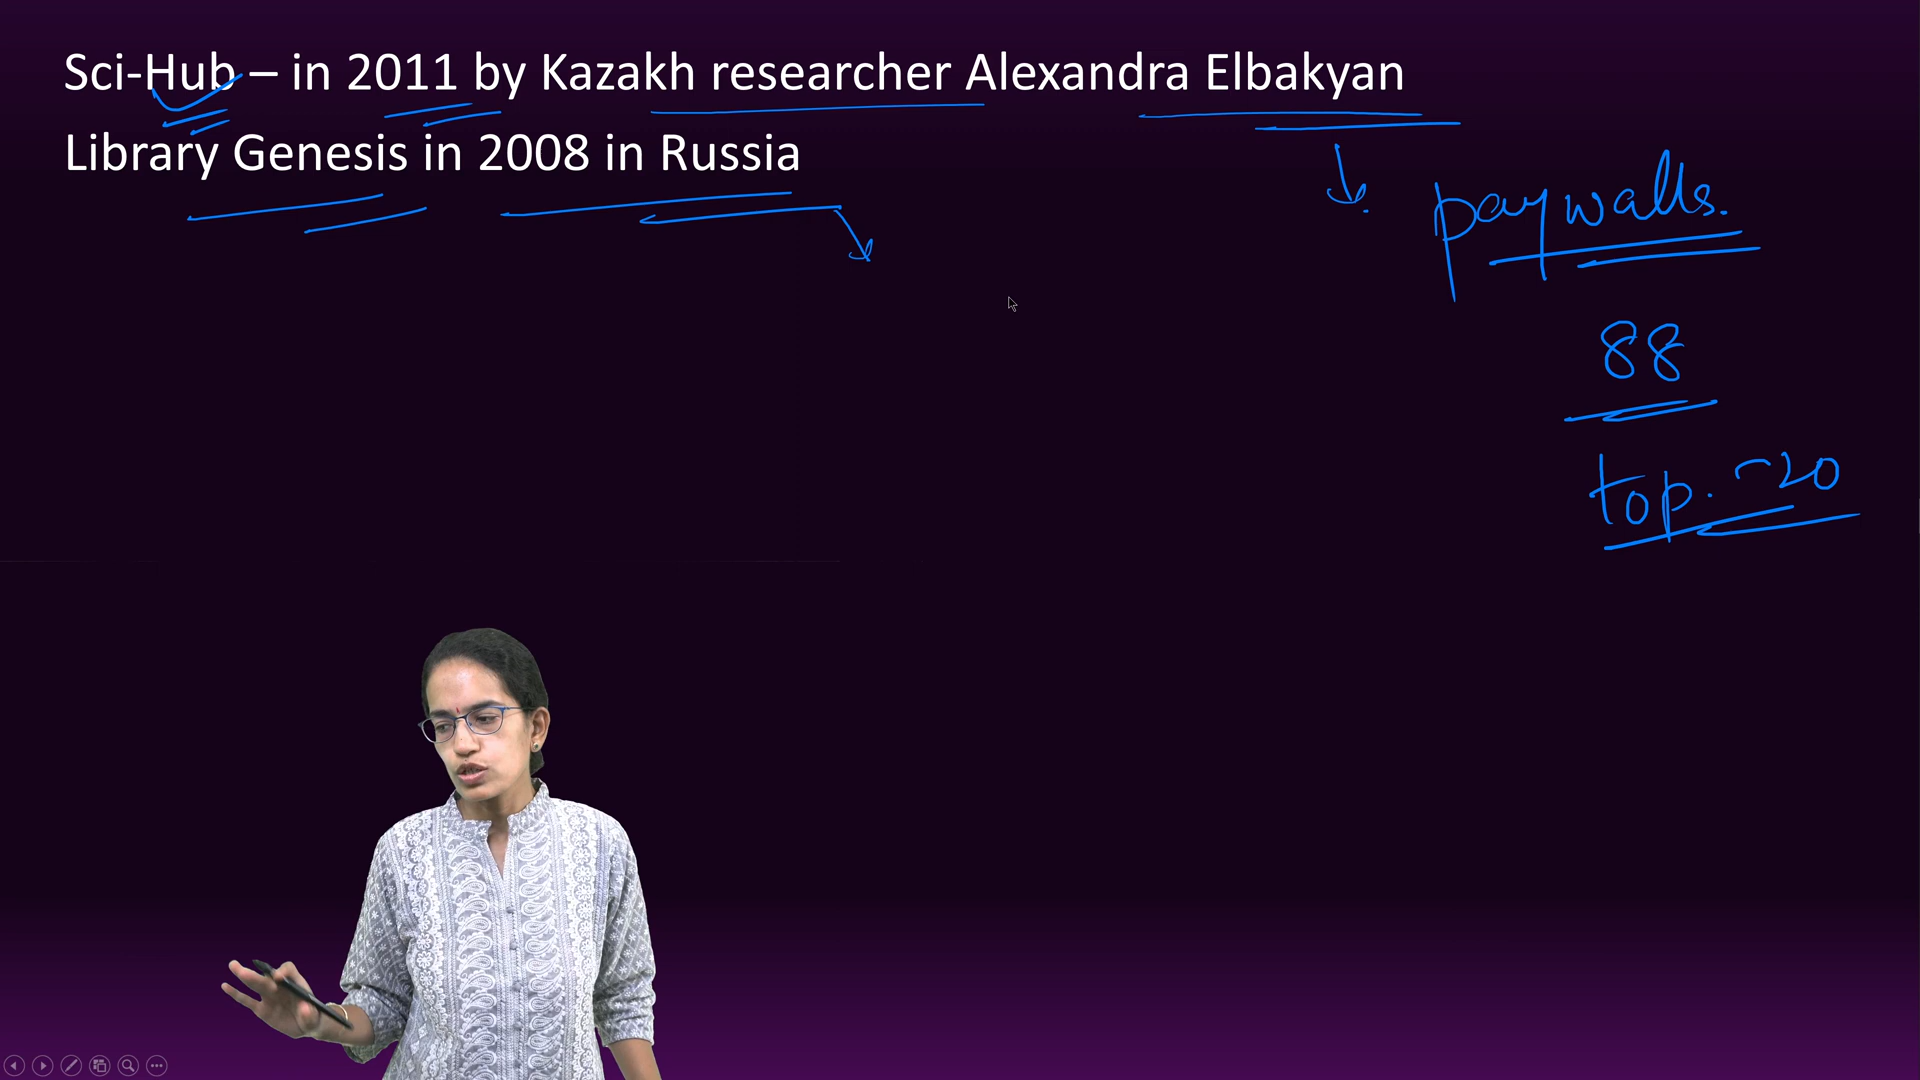 Sci-Hub – in 2011 by Kazakh researcher Alexandra Elbakyan
Library Genesis in 2008 in Russia
paywalls.
88
top. ~20